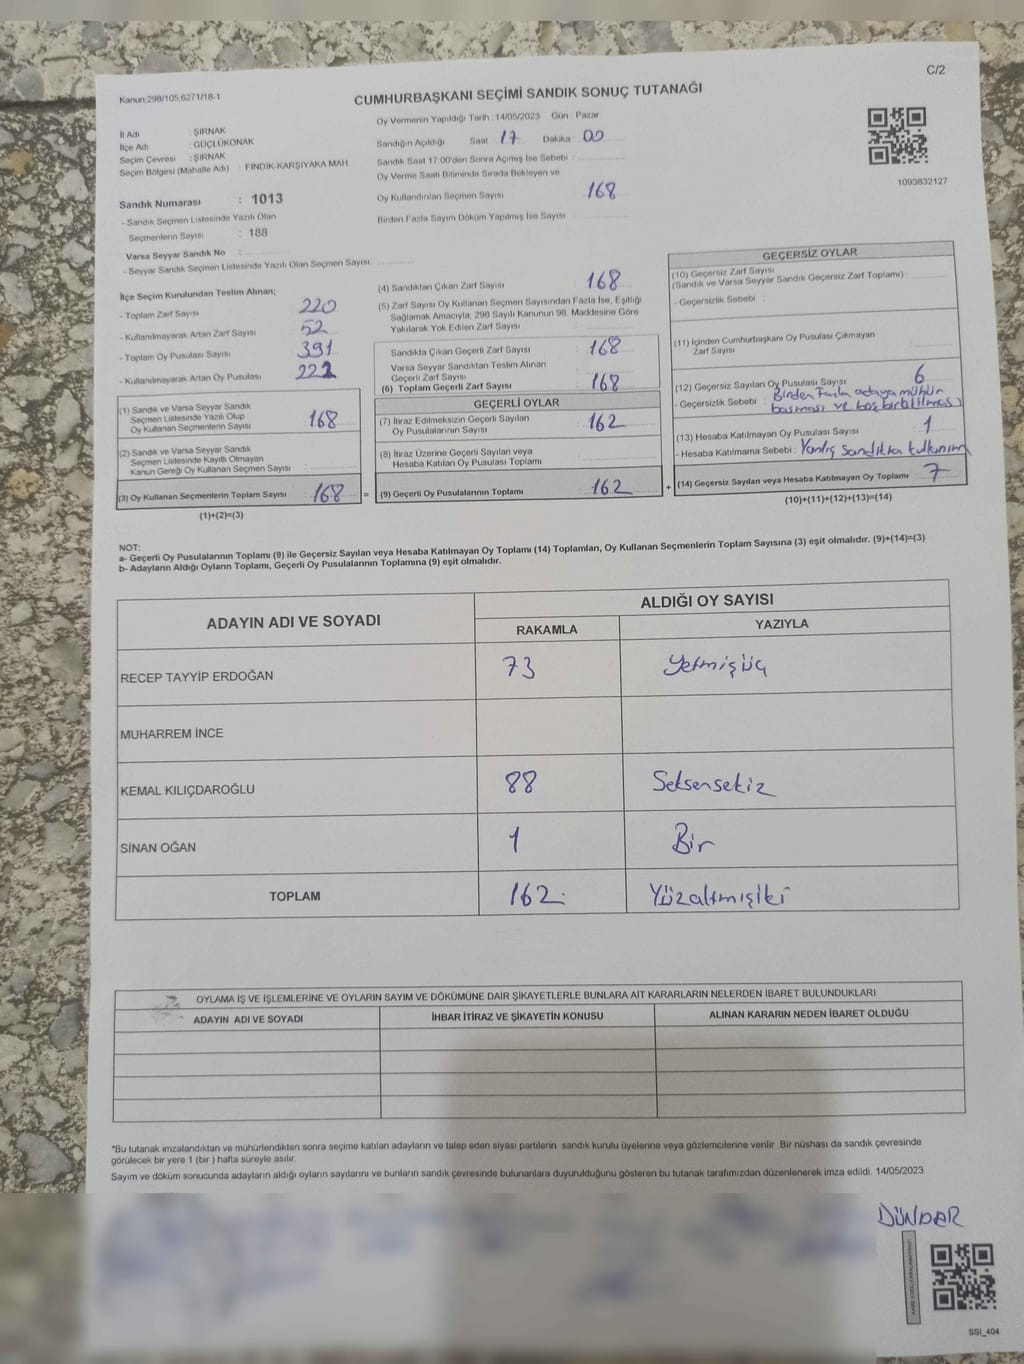 C/2
Kanun;298/105;6271/18-1
CUMHURBAŞKANI SEÇİMİ SANDIK SONUÇ TUTANAĞI
İl Adı : ŞIRNAK
İlçe Adı : GÜÇLÜKONAK
Seçim Çevresi : ŞIRNAK
Seçim Bölgesi (Mahalle Adı) : FINDIK-KARŞIYAKA MAH
Sandık Numarası : 1013
- Sandık Seçmen Listesinde Yazılı Olan
Seçmenlerin Sayısı : 188
Varsa Seyyar Sandık No :
- Seyyar Sandık Seçmen Listesinde Yazılı Olan Seçmen Sayısı:
Oy Vermenin Yapıldığı Tarih : 14/05/2023 Gün : Pazar
Sandığın Açıldığı Saat 17 Dakika : 00
Sandık Saat 17:00'den Sonra Açımış İse Sebebi :
Oy Verme Saati Bitiminde Sırada Bekleyen ve
Oy Kullandırılan Seçmen Sayısı 168
Birden Fazla Sayım Döküm Yapılmış İse Sayısı :
1093832127
İlçe Seçim Kurulundan Teslim Alınan;
- Toplam Zarf Sayısı 220
- Kullanılmayarak Artan Zarf Sayısı 52
- Toplam Oy Pusulası Sayısı 391
- Kullanılmayarak Artan Oy Pusulası 222
(1) Sandık ve Varsa Seyyar Sandık
Seçmen Listesinde Yazılı Olup
Oy Kullanan Seçmenlerin Sayısı 168
(2) Sandık ve Varsa Seyyar Sandık
Seçmen Listesinde Kayıtlı Olmayan
Kanun Gereği Oy Kullanan Seçmen Sayısı
(3) Oy Kullanan Seçmenlerin Toplam Sayısı 168 =
(1)+(2)=(3)
(4) Sandıktan Çıkan Zarf Sayısı 168
(5) Zarf Sayısı Oy Kullanan Seçmen Sayısından Fazla İse, Eşitliği
Sağlamak Amacıyla, 298 Sayılı Kanunun 98. Maddesine Göre
Yakılarak Yok Edilen Zarf Sayısı :
Sandıkta Çıkan Geçerli Zarf Sayısı 168
Varsa Seyyar Sandıktan Teslim Alınan
Geçerli Zarf Sayısı
(6) Toplam Geçerli Zarf Sayısı 168
GEÇERLİ OYLAR
(7) İtiraz Edilmeksizin Geçerli Sayılan
Oy Pusulalarının Sayısı 162
(8) İtiraz Üzerine Geçerli Sayılan veya
Hesaba Katılan Oy Pusulası Toplamı
(9) Geçerli Oy Pusulalarının Toplamı 162 +
GEÇERSİZ OYLAR
(10) Geçersiz Zarf Sayısı
(Sandık ve Varsa Seyyar Sandık Geçersiz Zarf Toplamı) :
- Geçersizlik Sebebi :
(11) İçinden Cumhurbaşkanı Oy Pusulası Çıkmayan
Zarf Sayısı
(12) Geçersiz Sayılan Oy Pusulası Sayısı 6
- Geçersizlik Sebebi : Birden Fazla adaya mühür
basması ve boş bırakılması
(13) Hesaba Katılmayan Oy Pusulası Sayısı 1
- Hesaba Katılmama Sebebi : Yanlış sandıkta kullanım
(14) Geçersiz Sayılan veya Hesaba Katılmayan Oy Toplamı 7
(10)+(11)+(12)+(13)=(14)
NOT:
a- Geçerli Oy Pusulalarının Toplamı (9) ile Geçersiz Sayılan veya Hesaba Katılmayan Oy Toplamı (14) Toplamları, Oy Kullanan Seçmenlerin Toplam Sayısına (3) eşit olmalıdır. (9)+(14)=(3)
b- Adayların Aldığı Oyların Toplamı, Geçerli Oy Pusulalarının Toplamına (9) eşit olmalıdır.
ADAYIN ADI VE SOYADI ALDIĞI OY SAYISI
RAKAMLA YAZIYLA
RECEP TAYYİP ERDOĞAN 73 Yetmişüç
MUHARREM İNCE
KEMAL KILIÇDAROĞLU 88 Seksensekiz
SİNAN OĞAN 1 Bir
TOPLAM 162 Yüzaltmışiki
OYLAMA İŞ VE İŞLEMLERİNE VE OYLARIN SAYIM VE DÖKÜMÜNE DAİR ŞİKAYETLERLE BUNLARA AİT KARARLARIN NELERDEN İBARET BULUNDUKLARI
ADAYIN ADI VE SOYADI İHBAR İTİRAZ VE ŞİKAYETİN KONUSU ALINAN KARARIN NEDEN İBARET OLDUĞU
*Bu tutanak imzalandıktan ve mühürlendikten sonra seçime katılan adayların ve talep eden siyasi partilerin sandık kurulu üyelerine veya gözlemcilerine verilir .Bir nüshası da sandık çevresinde
görülecek bir yere 1 (bir ) hafta süreyle asılır.
Sayım ve döküm sonucunda adayların aldığı oyların sayılarını ve bunların sandık çevresinde bulunanlara duyurulduğunu gösteren bu tutanak tarafımızdan düzenlenerek imza edildi. 14/05/2023
DÜNDAR
SSI_404